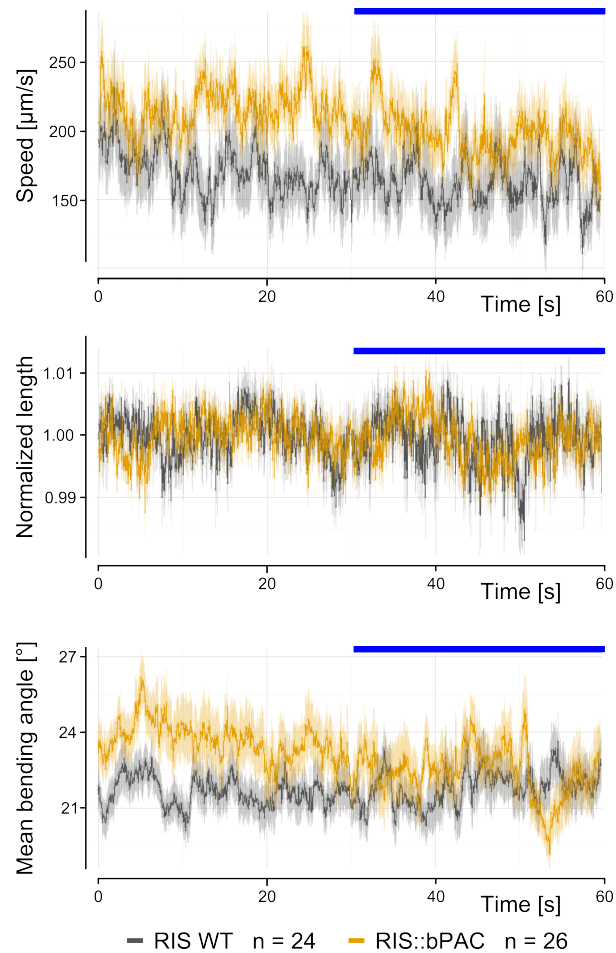 Speed [µm/s]
250
200
150
0 20 40 60
Time [s]
Normalized length
1.01
1.00
0.99
0 20 40 60
Time [s]
Mean bending angle [°]
27
24
21
0 20 40 60
Time [s]
RIS WT n = 24 RIS::bPAC n = 26